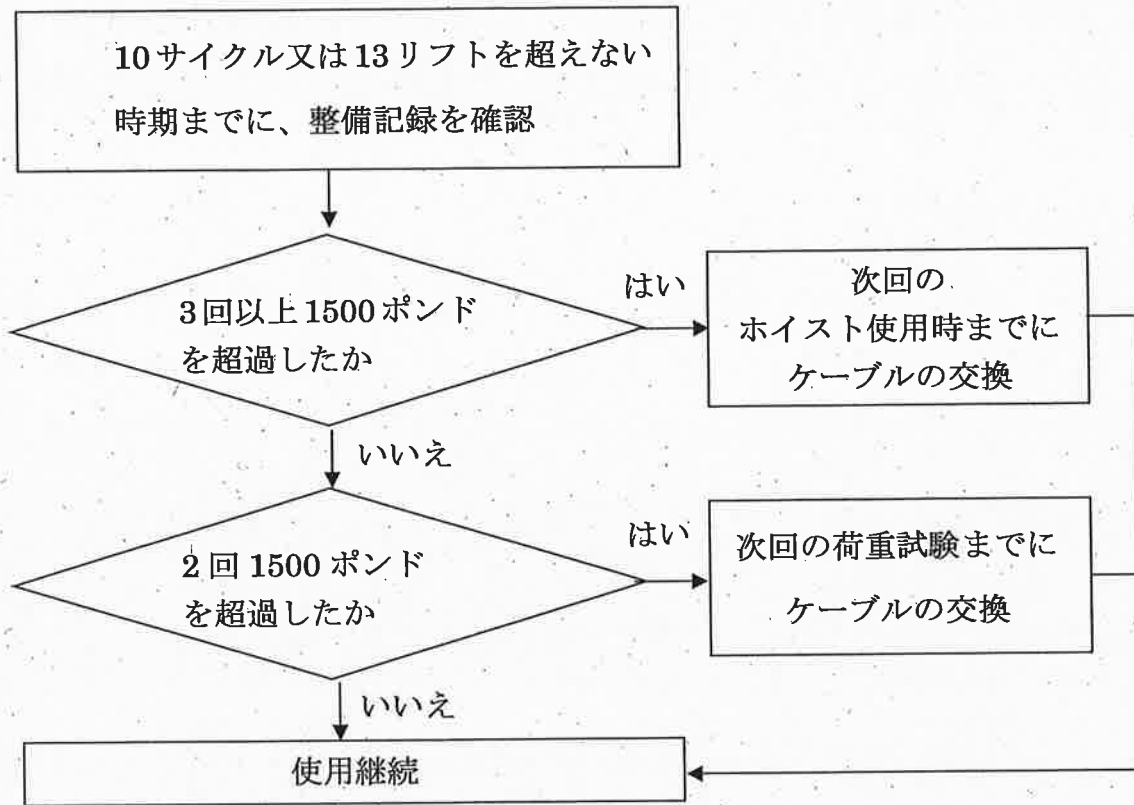 10サイクル又は13リフトを超えない
時期までに、整備記録を確認
3回以上1500ポンド
を超過したか
はい
次回の
ホイスト使用時までに
ケーブルの交換
いいえ
2回1500ポンド
を超過したか
はい
次回の荷重試験までに
ケーブルの交換
いいえ
使用継続